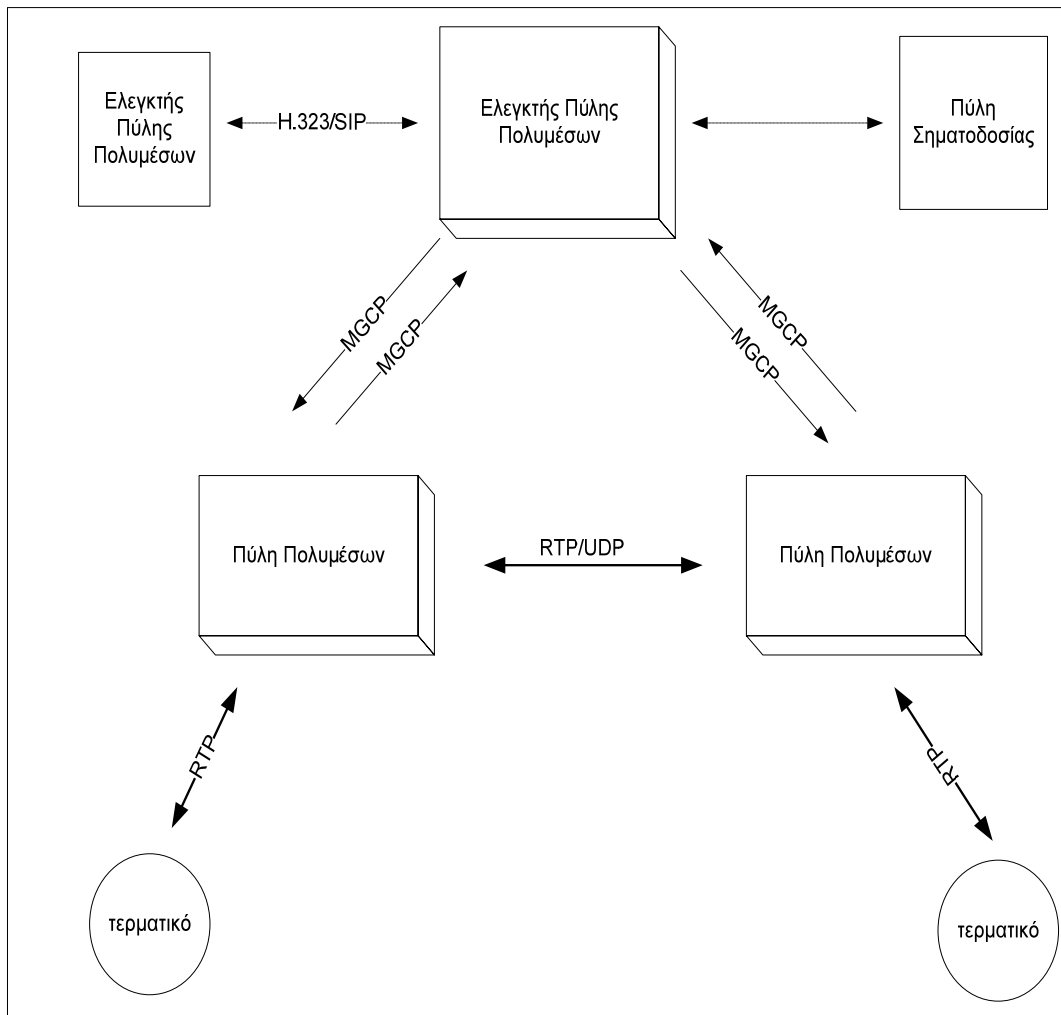 Ελεγκτής
Πύλης
Πολυμέσων
H.323/SIP
Ελεγκτής Πύλης
Πολυμέσων
Πύλη
Σηματοδοσίας
MGCP
MGCP
MGCP
MGCP
Πύλη Πολυμέσων
RTP/UDP
Πύλη Πολυμέσων
RTP
RTP
τερματικό
τερματικό